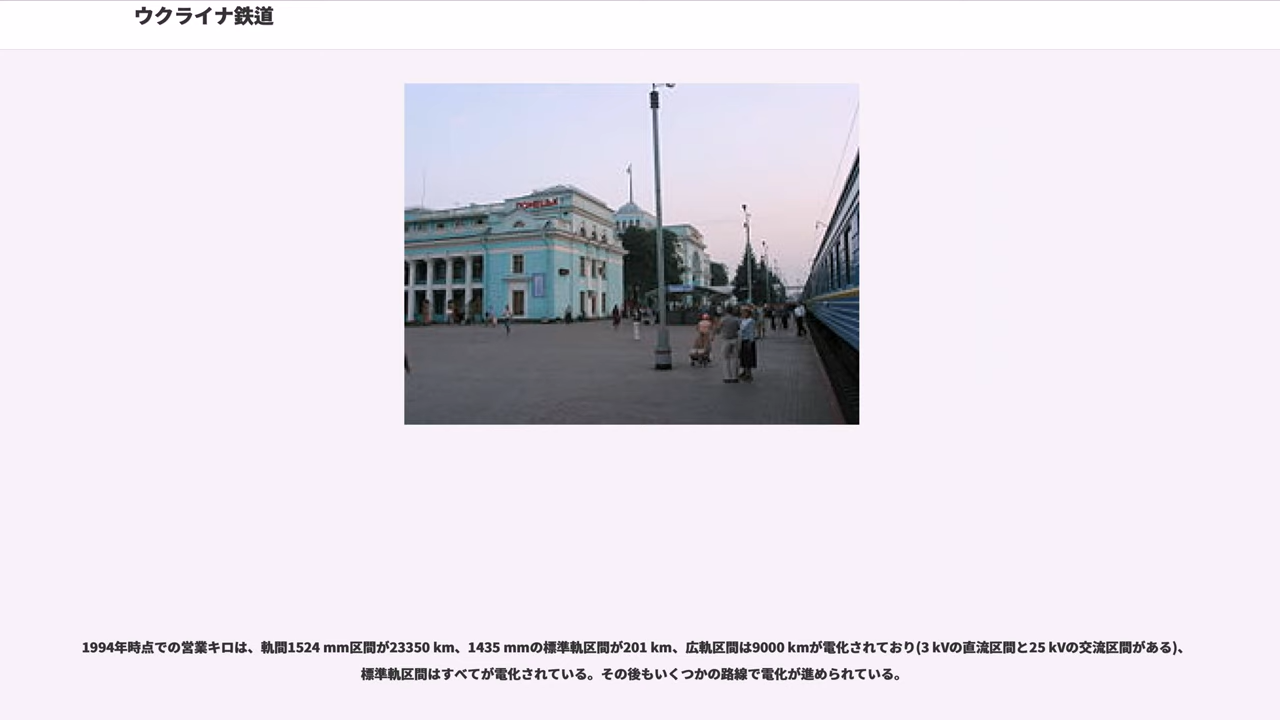 ウクライナ鉄道
ДОНЕЦЬК
1994年時点での営業キロは、軌間1524 mm区間が23350 km、1435 mmの標準軌区間が201 km、広軌区間は9000 kmが電化されており(3 kVの直流区間と25 kVの交流区間がある)、
標準軌区間はすべてが電化されている。その後もいくつかの路線で電化が進められている。